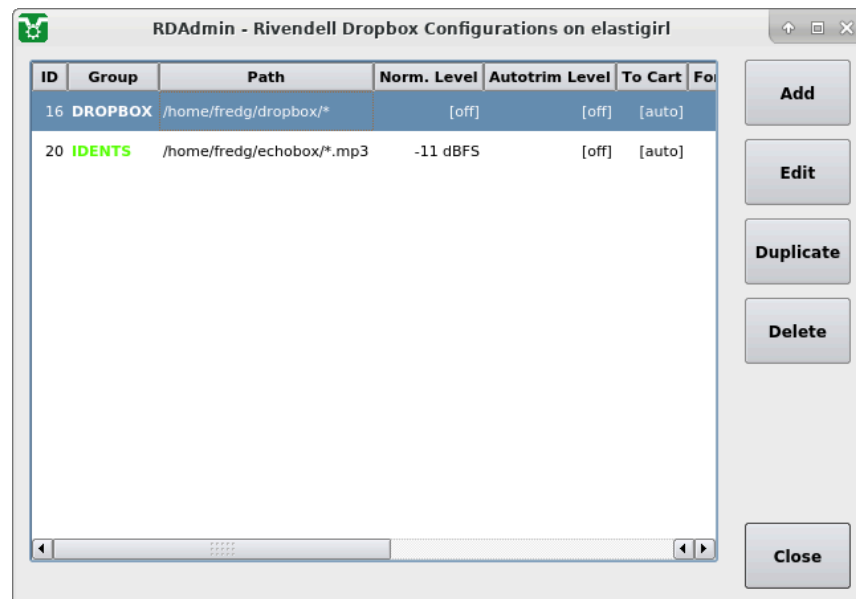 RDAdmin - Rivendell Dropbox Configurations on elastigirl
ID Group Path Norm. Level Autotrim Level To Cart For
16 DROPBOX /home/fredg/dropbox/* [off] [off] [auto]
20 IDENTS /home/fredg/echobox/*.mp3 -11 dBFS [off] [auto]
Add
Edit
Duplicate
Delete
Close